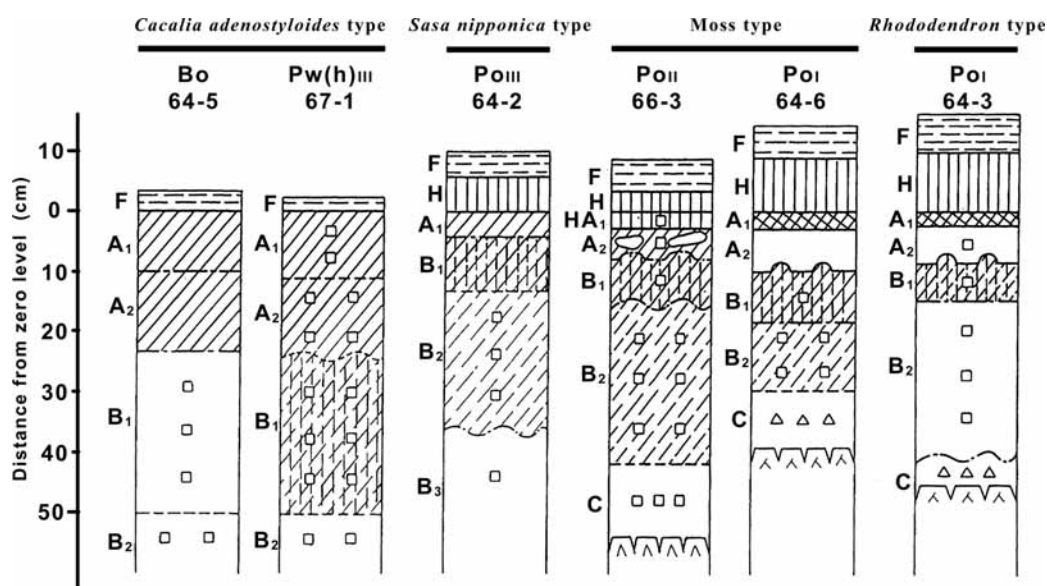 Cacalia adenostyloides type Sasa nipponica type Moss type Rhododendron type
Bo Pw(h)III PoIII PoII PoI PoI
64-5 67-1 64-2 66-3 64-6 64-3
Distance from zero level (cm)
10
0
10
20
30
40
50
F
A1
A2
B1
B2
F
A1
A2
B1
B2
F
H
A1
B1
B2
B3
F
H
HA1
A2
B1
B2
C
F
H
A1
A2
B1
B2
C
F
H
A1
A2
B1
B2
C